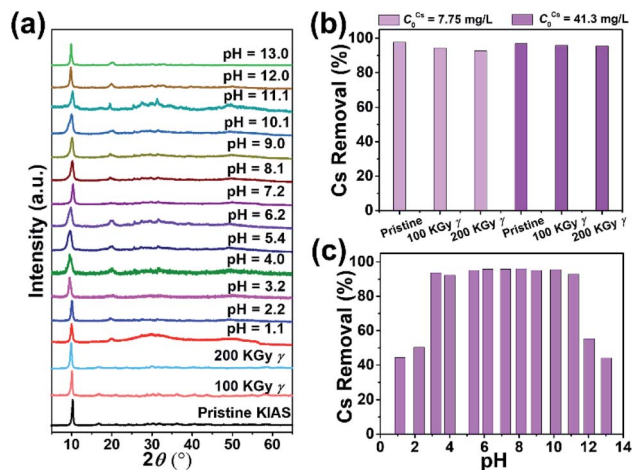 (a)
Intensity (a.u.)
pH = 13.0
pH = 12.0
pH = 11.1
pH = 10.1
pH = 9.0
pH = 8.1
pH = 7.2
pH = 6.2
pH = 5.4
pH = 4.0
pH = 3.2
pH = 2.2
pH = 1.1
200 KGy γ
100 KGy γ
Pristine KIAS
10 20 30 40 50 60
2θ (°)
(b)
C₀^Cs = 7.75 mg/L C₀^Cs = 41.3 mg/L
Cs Removal (%)
100
80
60
40
20
0
Pristine 100 KGy γ 200 KGy γ Pristine 100 KGy γ 200 KGy γ
(c)
Cs Removal (%)
100
80
60
40
20
0
0 2 4 6 8 10 12 14
pH